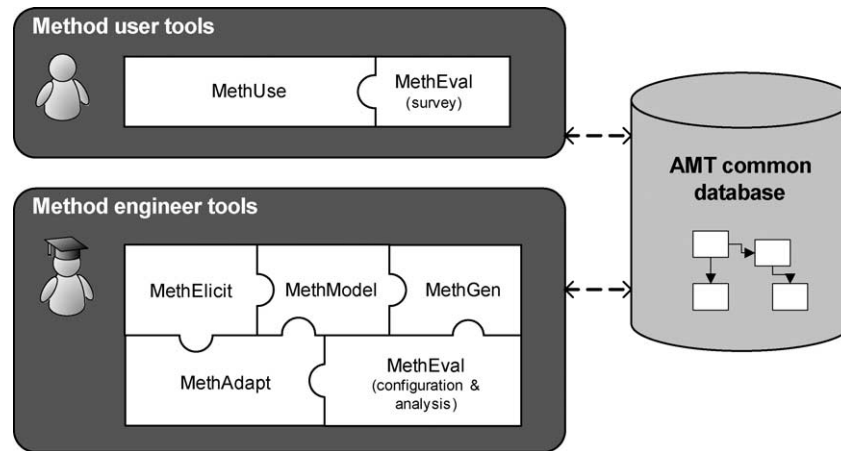 Method user tools
MethUse
MethEval
(survey)
AMT common
database
Method engineer tools
MethElicit
MethModel
MethGen
MethAdapt
MethEval
(configuration &
analysis)